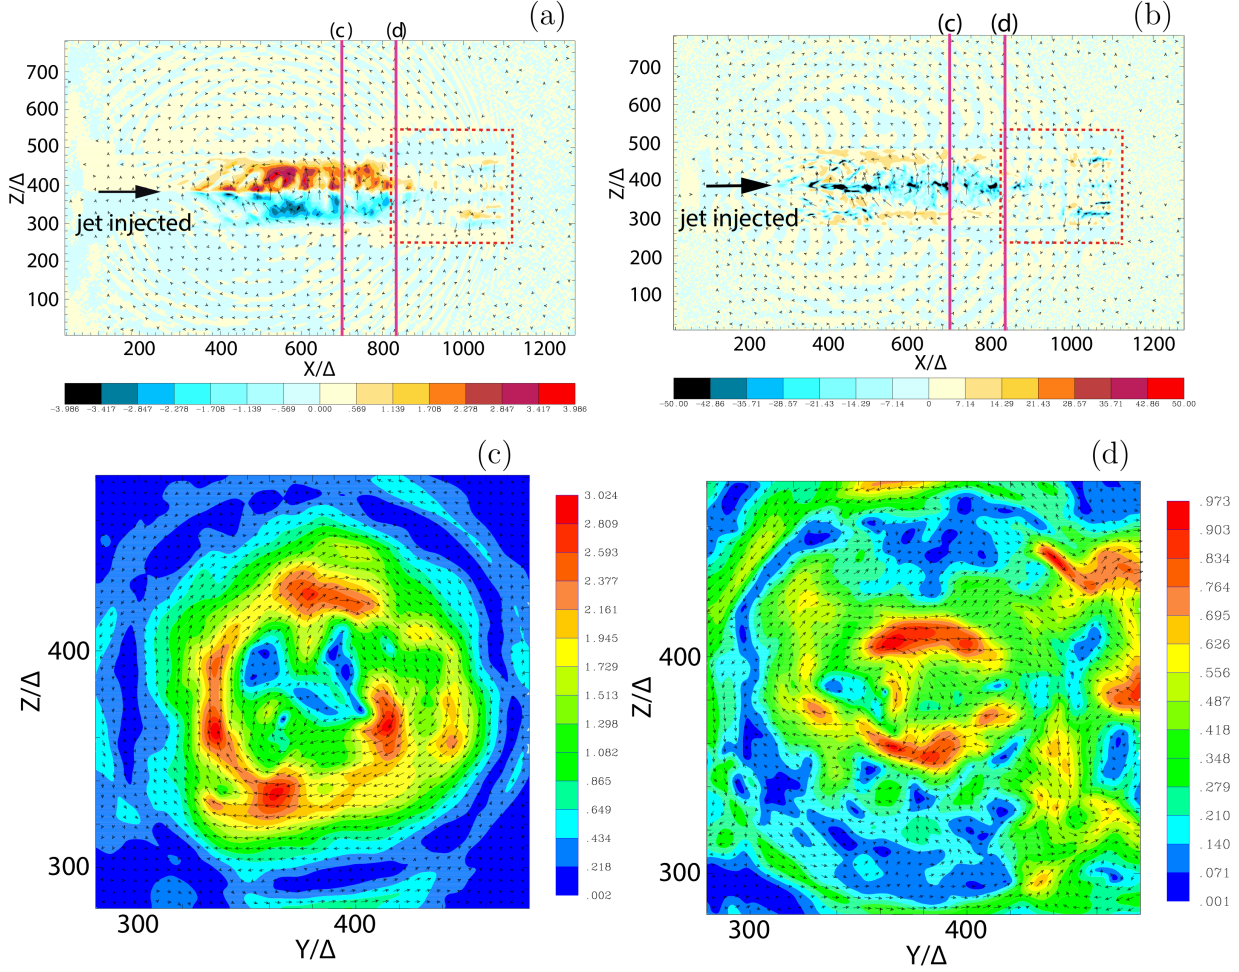 (a)
(c) (d)
700
600
500
400
300
200
100
Z/Δ
jet injected
200 400 600 800 1000 1200
X/Δ
−3.986 −3.417 −2.847 −2.278 −1.708 −1.139 −.569 0.000 .569 1.139 1.708 2.278 2.847 3.417 3.986
(b)
(c) (d)
700
600
500
400
300
200
100
Z/Δ
jet injected
200 400 600 800 1000 1200
X/Δ
−50.00 −42.86 −35.71 −28.57 −21.43 −14.29 −7.14 0 7.14 14.29 21.43 28.57 35.71 42.86 50.00
(c)
400
300
Z/Δ
300 400
Y/Δ
3.024
2.809
2.593
2.377
2.161
1.945
1.729
1.513
1.298
1.082
.865
.649
.434
.218
.002
(d)
400
300
Z/Δ
300 400
Y/Δ
.973
.903
.834
.764
.695
.626
.556
.487
.418
.348
.279
.210
.140
.071
.001